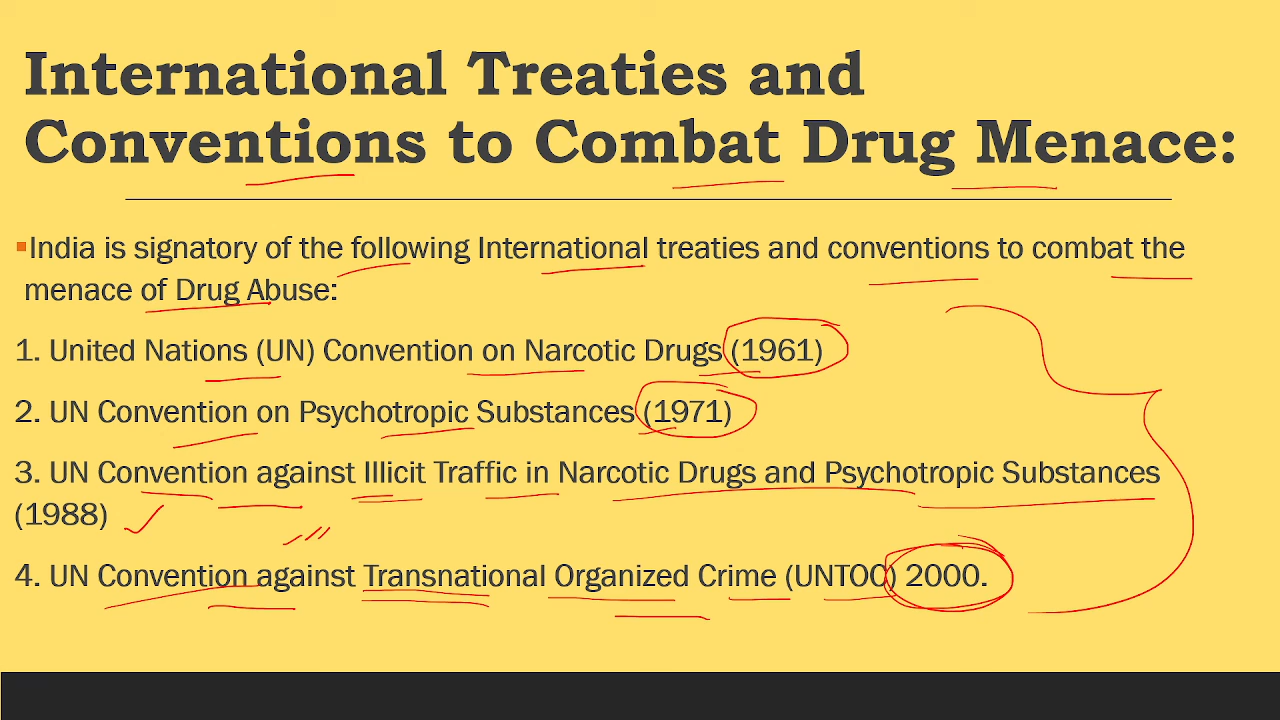 International Treaties and
Conventions to Combat Drug Menace:
▪India is signatory of the following International treaties and conventions to combat the
menace of Drug Abuse:
1. United Nations (UN) Convention on Narcotic Drugs (1961)
2. UN Convention on Psychotropic Substances (1971)
3. UN Convention against Illicit Traffic in Narcotic Drugs and Psychotropic Substances
(1988)
4. UN Convention against Transnational Organized Crime (UNTOC) 2000.